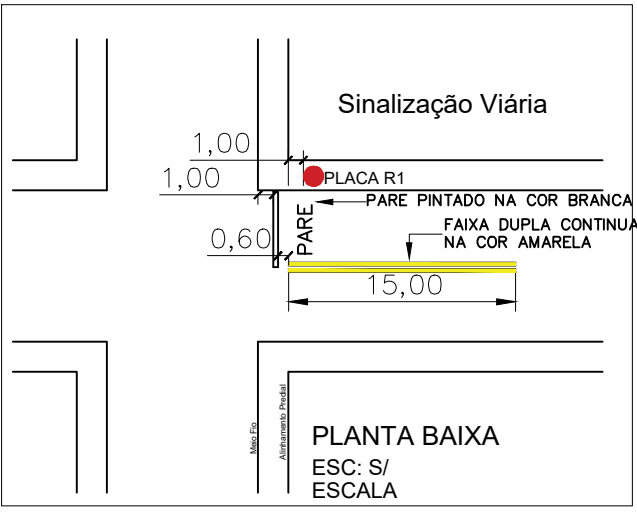 Sinalização Viária
1,00
PLACA R1
1,00
PARE PINTADO NA COR BRANCA
PARE
FAIXA DUPLA CONTINUA
NA COR AMARELA
0,60
15,00
Meio Fio
Alinhamento Predial
PLANTA BAIXA
ESC: S/
ESCALA